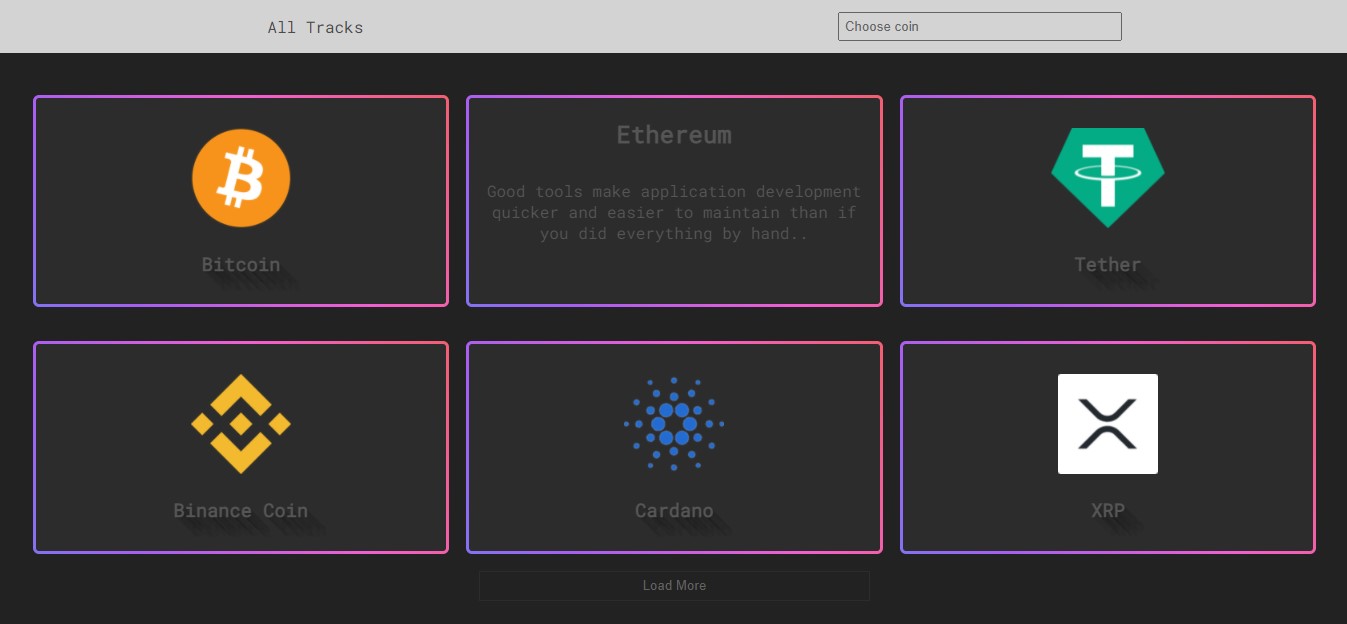 All Tracks
Choose coin
Bitcoin
Ethereum
Good tools make application development
quicker and easier to maintain than if
you did everything by hand..
Tether
Binance Coin
Cardano
XRP
Load More